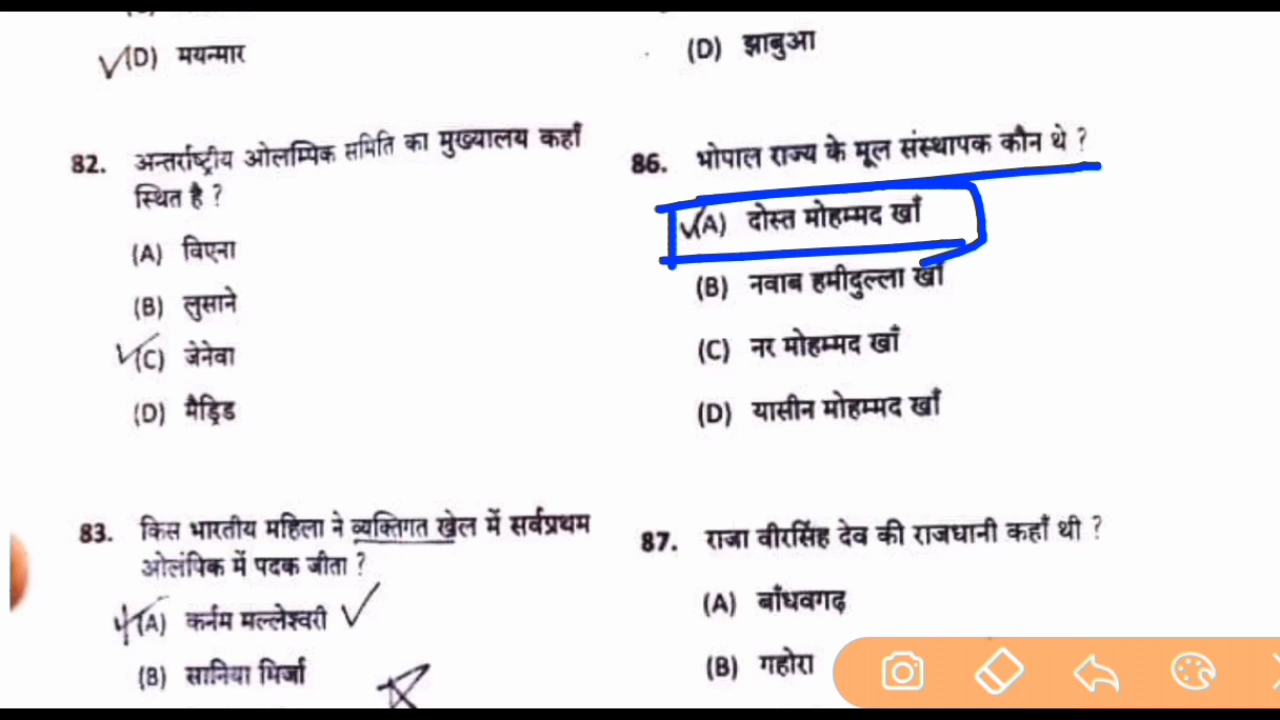 (D) मयन्मार
82. अन्तर्राष्ट्रीय ओलम्पिक समिति का मुख्यालय कहाँ
स्थित है ?
(A) विएना
(B) लुसाने
(C) जेनेवा
(D) मैड्रिड
83. किस भारतीय महिला ने व्यक्तिगत खेल में सर्वप्रथम
ओलंपिक में पदक जीता ?
(A) कर्नम मल्लेश्वरी
(B) सानिया मिर्जा
(D) झाबुआ
86. भोपाल राज्य के मूल संस्थापक कौन थे ?
(A) दोस्त मोहम्मद खाँ
(B) नवाब हमीदुल्ला खाँ
(C) नर मोहम्मद खाँ
(D) यासीन मोहम्मद खाँ
87. राजा वीरसिंह देव की राजधानी कहाँ थी ?
(A) बाँधवगढ़
(B) गहोरा